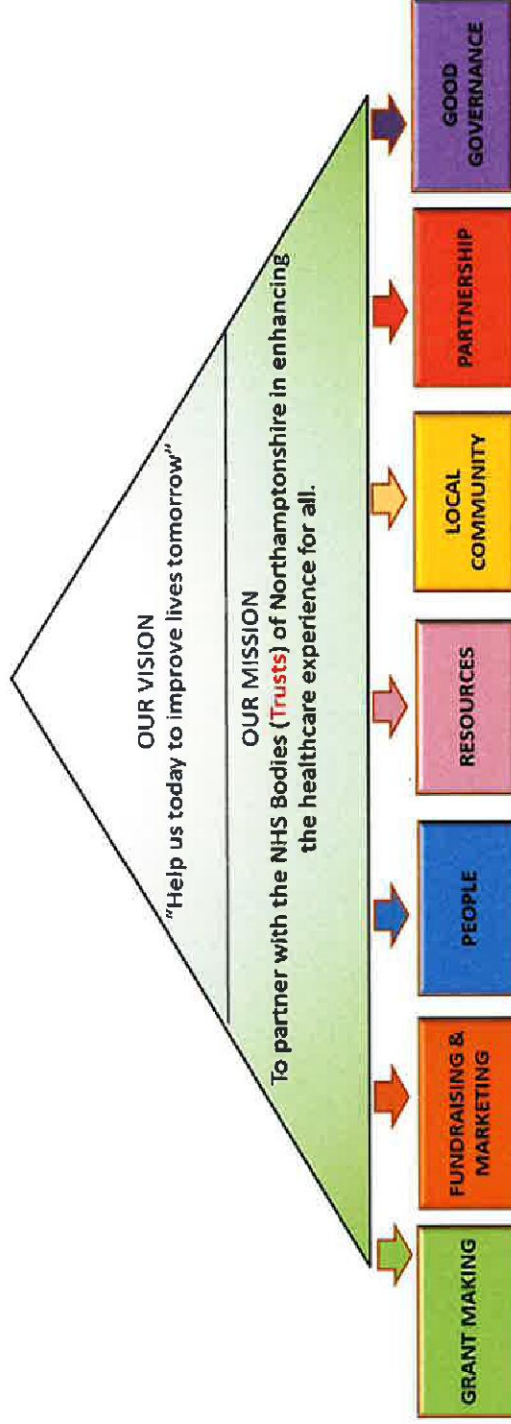 OUR VISION
"Help us today to improve lives tomorrow"
OUR MISSION
To partner with the NHS Bodies (Trusts) of Northamptonshire in enhancing
the healthcare experience for all.
GRANT MAKING
FUNDRAISING &
MARKETING
PEOPLE
RESOURCES
LOCAL
COMMUNITY
PARTNERSHIP
GOOD
GOVERNANCE